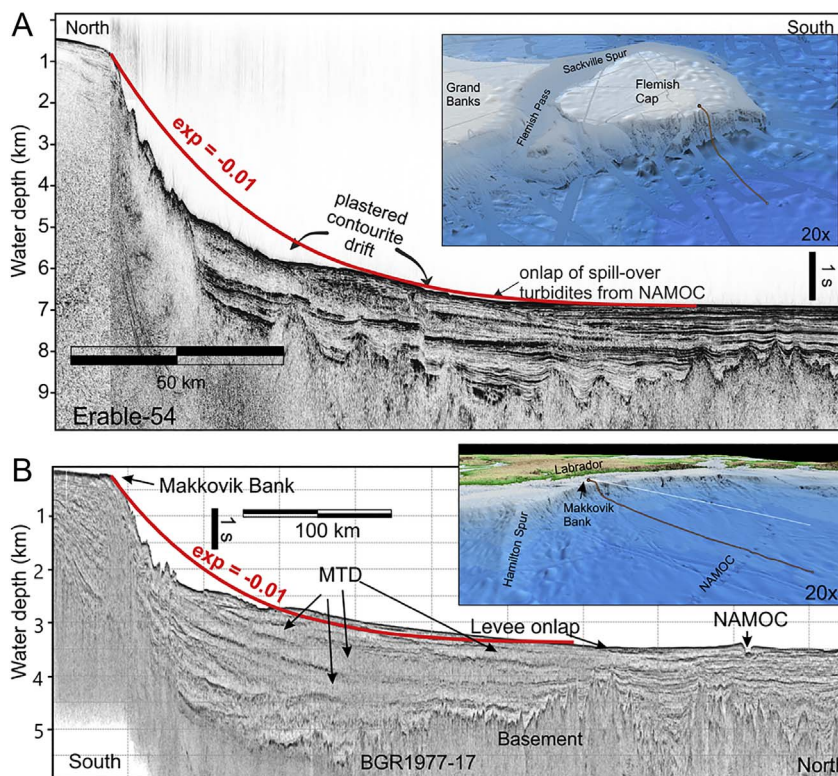 A
North
South
Water depth (km)
1
2
3
4
5
6
7
8
9
exp = -0.01
plastered
contourite
drift
onlap of spill-over
turbidites from NAMOC
1 s
50 km
Erable-54
Grand
Banks
Flemish Pass
Sackville Spur
Flemish
Cap
20x
B
Makkovik Bank
Water depth (km)
1
2
3
4
5
1 s
100 km
exp = -0.01
MTD
Levee onlap
NAMOC
Basement
South
BGR1977-17
North
Labrador
Makkovik
Bank
Hamilton Spur
NAMOC
20x